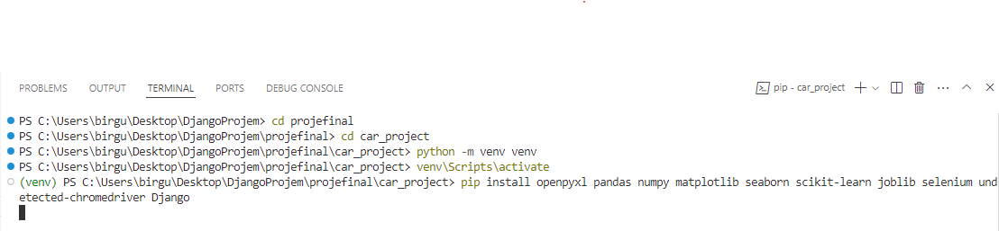 PROBLEMS OUTPUT TERMINAL PORTS DEBUG CONSOLE pip - car_project
PS C:\Users\birgu\Desktop\DjangoProjem> cd projefinal
PS C:\Users\birgu\Desktop\DjangoProjem\projefinal> cd car_project
PS C:\Users\birgu\Desktop\DjangoProjem\projefinal\car_project> python -m venv venv
PS C:\Users\birgu\Desktop\DjangoProjem\projefinal\car_project> venv\Scripts\activate
(venv) PS C:\Users\birgu\Desktop\DjangoProjem\projefinal\car_project> pip install openpyxl pandas numpy matplotlib seaborn scikit-learn joblib selenium und
etected-chromedriver Django